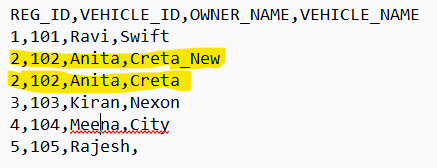 REG_ID,VEHICLE_ID,OWNER_NAME,VEHICLE_NAME
1,101,Ravi,Swift
2,102,Anita,Creta_New
2,102,Anita,Creta
3,103,Kiran,Nexon
4,104,Meena,City
5,105,Rajesh,